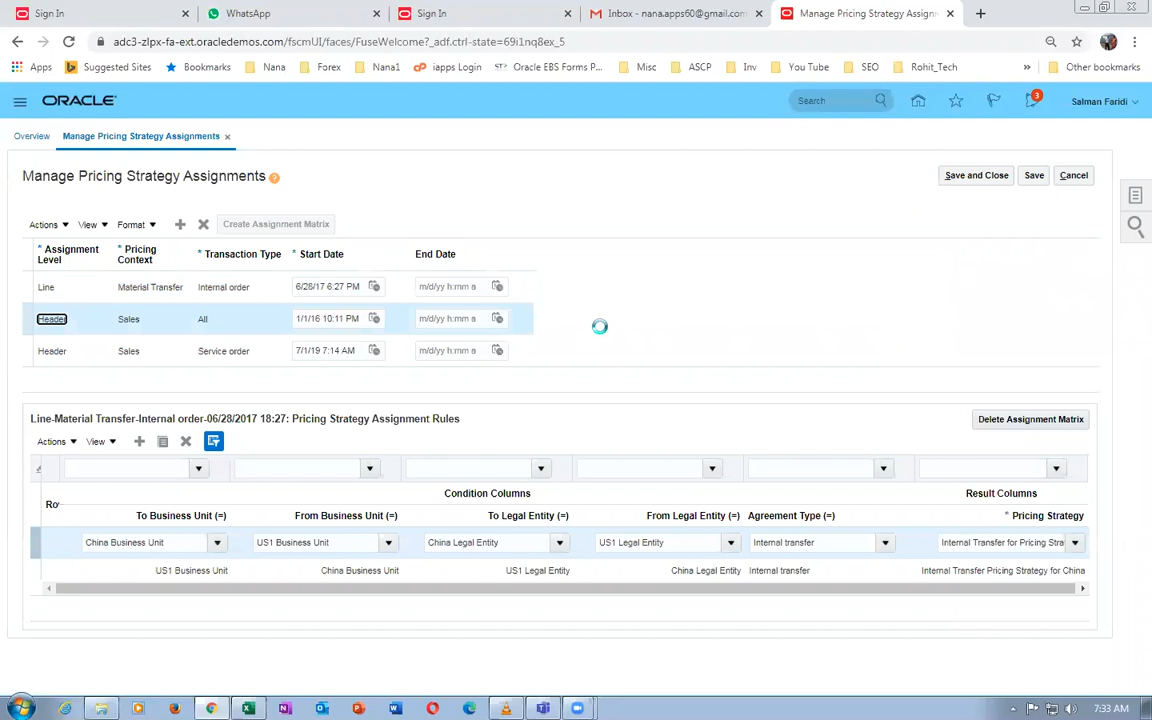 Sign In
WhatsApp
Sign In
Inbox - nana.apps60@gmail.com
Manage Pricing Strategy Assignm
adc3-zlpx-fa-ext.oracledemos.com/fscmUI/faces/FuseWelcome?_adf.ctrl-state=69i1nq8ex_5
Apps Suggested Sites Bookmarks Nana Forex Nana1 iapps Login Oracle EBS Forms P... Misc ASCP Inv You Tube SEO Rohit_Tech » Other bookmarks
ORACLE Search 3 Salman Faridi
Overview Manage Pricing Strategy Assignments
Manage Pricing Strategy Assignments ? Save and Close Save Cancel
Actions View Format Create Assignment Matrix
* Assignment Level * Pricing Context * Transaction Type * Start Date End Date
Line Material Transfer Internal order 6/28/17 6:27 PM m/d/yy h:mm a
Header Sales All 1/1/16 10:11 PM m/d/yy h:mm a
Header Sales Service order 7/1/19 7:14 AM m/d/yy h:mm a
Line-Material Transfer-Internal order-06/28/2017 18:27: Pricing Strategy Assignment Rules Delete Assignment Matrix
Actions View
Condition Columns Result Columns
Ro
To Business Unit (=) From Business Unit (=) To Legal Entity (=) From Legal Entity (=) Agreement Type (=) * Pricing Strategy
China Business Unit US1 Business Unit China Legal Entity US1 Legal Entity Internal transfer Internal Transfer for Pricing Stra
US1 Business Unit China Business Unit US1 Legal Entity China Legal Entity Internal transfer Internal Transfer Pricing Strategy for China
7:33 AM